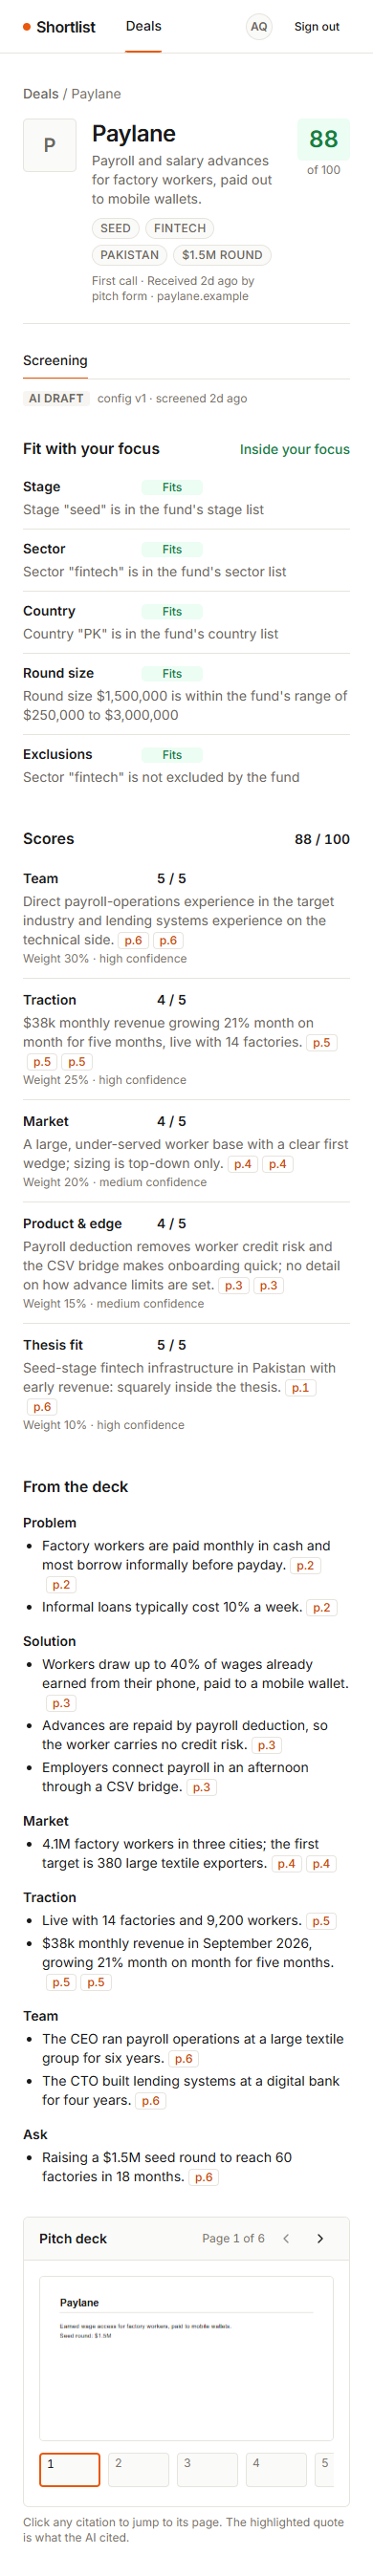 Shortlist Deals AQ Sign out
Deals / Paylane
P
Paylane
88
of 100
Payroll and salary advances
for factory workers, paid out
to mobile wallets.
SEED FINTECH
PAKISTAN $1.5M ROUND
First call · Received 2d ago by
pitch form · paylane.example
Screening
AI DRAFT config v1 · screened 2d ago
Fit with your focus Inside your focus
Stage Fits
Stage "seed" is in the fund's stage list
Sector Fits
Sector "fintech" is in the fund's sector list
Country Fits
Country "PK" is in the fund's country list
Round size Fits
Round size $1,500,000 is within the fund's range of
$250,000 to $3,000,000
Exclusions Fits
Sector "fintech" is not excluded by the fund
Scores 88 / 100
Team 5 / 5
Direct payroll-operations experience in the target
industry and lending systems experience on the
technical side. p.6 p.6
Weight 30% · high confidence
Traction 4 / 5
$38k monthly revenue growing 21% month on
month for five months, live with 14 factories. p.5
p.5 p.5
Weight 25% · high confidence
Market 4 / 5
A large, under-served worker base with a clear first
wedge; sizing is top-down only. p.4 p.4
Weight 20% · medium confidence
Product & edge 4 / 5
Payroll deduction removes worker credit risk and
the CSV bridge makes onboarding quick; no detail
on how advance limits are set. p.3 p.3
Weight 15% · medium confidence
Thesis fit 5 / 5
Seed-stage fintech infrastructure in Pakistan with
early revenue: squarely inside the thesis. p.1
p.6
Weight 10% · high confidence
From the deck
Problem
• Factory workers are paid monthly in cash and
most borrow informally before payday. p.2
p.2
• Informal loans typically cost 10% a week. p.2
Solution
• Workers draw up to 40% of wages already
earned from their phone, paid to a mobile wallet.
p.3
• Advances are repaid by payroll deduction, so
the worker carries no credit risk. p.3
• Employers connect payroll in an afternoon
through a CSV bridge. p.3
Market
• 4.1M factory workers in three cities; the first
target is 380 large textile exporters. p.4 p.4
Traction
• Live with 14 factories and 9,200 workers. p.5
• $38k monthly revenue in September 2026,
growing 21% month on month for five months.
p.5 p.5
Team
• The CEO ran payroll operations at a large textile
group for six years. p.6
• The CTO built lending systems at a digital bank
for four years. p.6
Ask
• Raising a $1.5M seed round to reach 60
factories in 18 months. p.6
Pitch deck Page 1 of 6
Paylane
Earned wage access for factory workers, paid to mobile wallets.
Seed round: $1.5M
1 2 3 4 5
Click any citation to jump to its page. The highlighted quote
is what the AI cited.